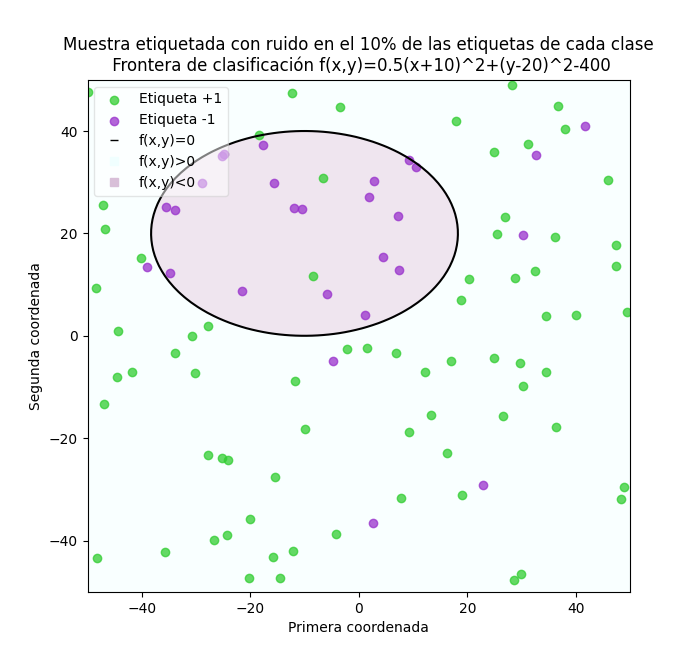 Muestra etiquetada con ruido en el 10% de las etiquetas de cada clase
Frontera de clasificación f(x,y)=0.5(x+10)^2+(y-20)^2-400
Etiqueta +1
Etiqueta -1
f(x,y)=0
f(x,y)>0
f(x,y)<0
40
20
0
−20
−40
Segunda coordenada
−40 −20 0 20 40
Primera coordenada